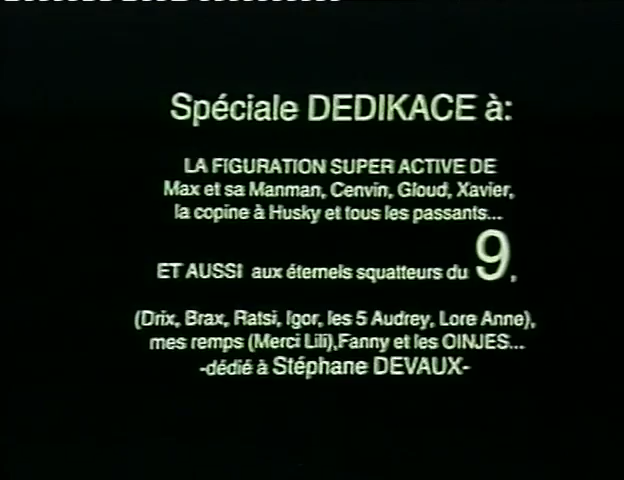 Spéciale DEDIKACE à:
LA FIGURATION SUPER ACTIVE DE
Max et sa Manman, Cenvin, Gloud, Xavier,
la copine à Husky et tous les passants...
ET AUSSI aux éternels squatteurs du 9,
(Drix, Brax, Ratsi, Igor, les 5 Audrey, Lore Anne),
mes remps (Merci Lili),Fanny et les OINJES...
-dédié à Stéphane DEVAUX-